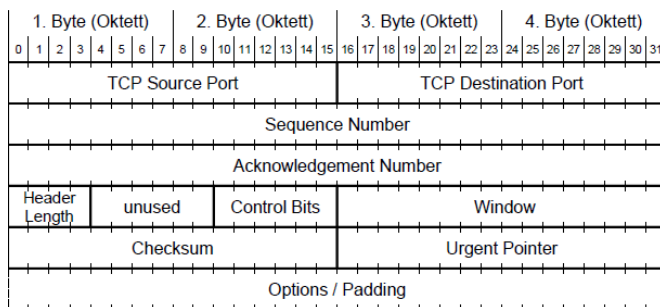 1. Byte (Oktett) 2. Byte (Oktett) 3. Byte (Oktett) 4. Byte (Oktett)
0 1 2 3 4 5 6 7 8 9 10 11 12 13 14 15 16 17 18 19 20 21 22 23 24 25 26 27 28 29 30 31
TCP Source Port TCP Destination Port
Sequence Number
Acknowledgement Number
Header
Length unused Control Bits Window
Checksum Urgent Pointer
Options / Padding